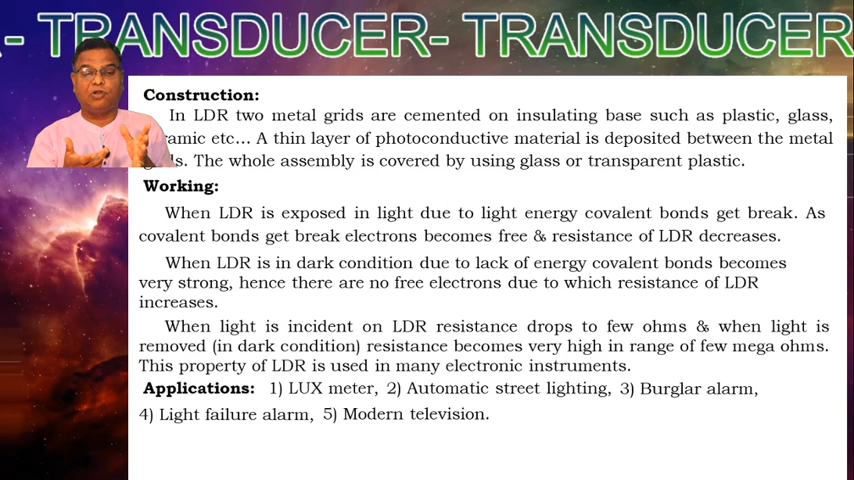 - TRANSDUCER- TRANSDUCER
Construction:
In LDR two metal grids are cemented on insulating base such as plastic, glass,
ramic etc... A thin layer of photoconductive material is deposited between the metal
ds. The whole assembly is covered by using glass or transparent plastic.
Working:
When LDR is exposed in light due to light energy covalent bonds get break. As
covalent bonds get break electrons becomes free & resistance of LDR decreases.
When LDR is in dark condition due to lack of energy covalent bonds becomes
very strong, hence there are no free electrons due to which resistance of LDR
increases.
When light is incident on LDR resistance drops to few ohms & when light is
removed (in dark condition) resistance becomes very high in range of few mega ohms.
This property of LDR is used in many electronic instruments.
Applications: 1) LUX meter, 2) Automatic street lighting, 3) Burglar alarm,
4) Light failure alarm, 5) Modern television.